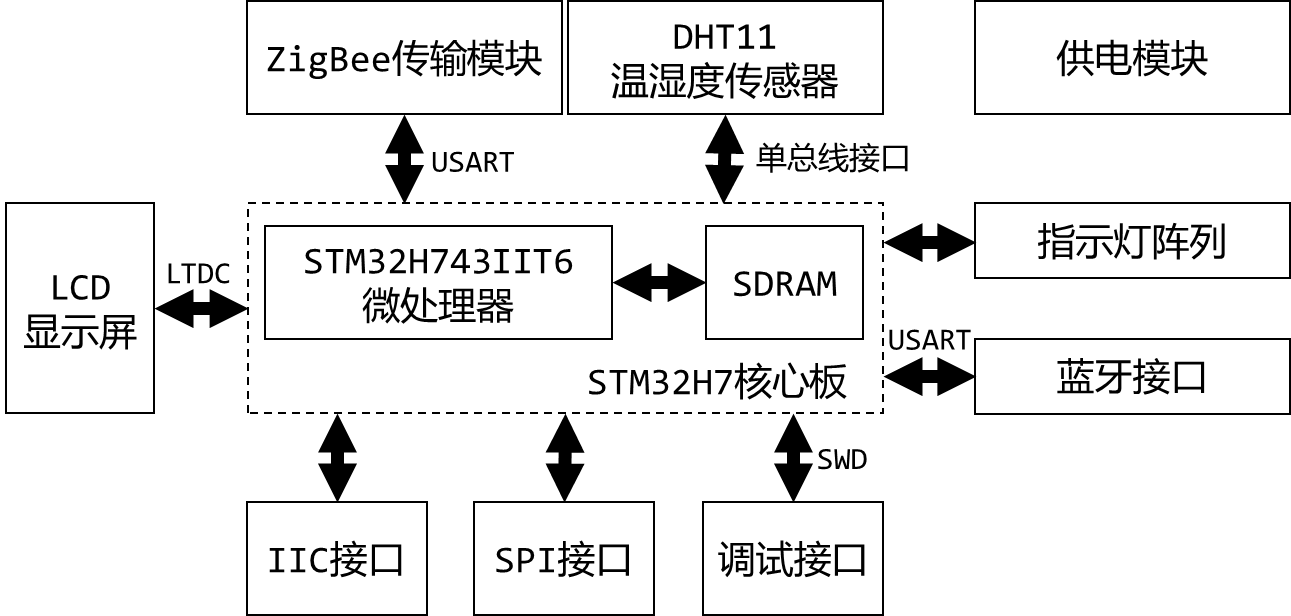 ZigBee传输模块
DHT11
温湿度传感器
供电模块
USART
单总线接口
LCD
显示屏
LTDC
STM32H743IIT6
微处理器
SDRAM
STM32H7核心板
指示灯阵列
USART
蓝牙接口
SWD
IIC接口
SPI接口
调试接口